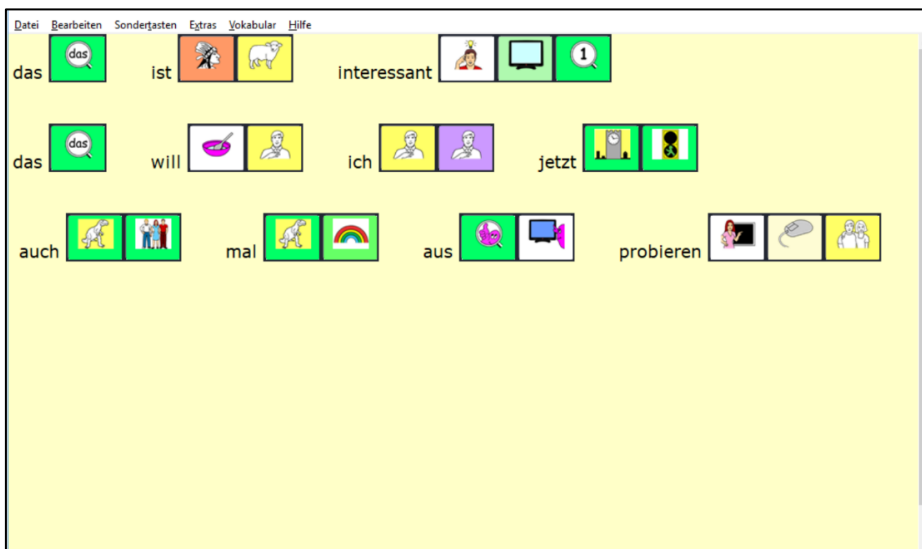 Datei Bearbeiten Sondertasten Extras Vokabular Hilfe
das das ist interessant 1
das das will ich jetzt
auch mal aus probieren